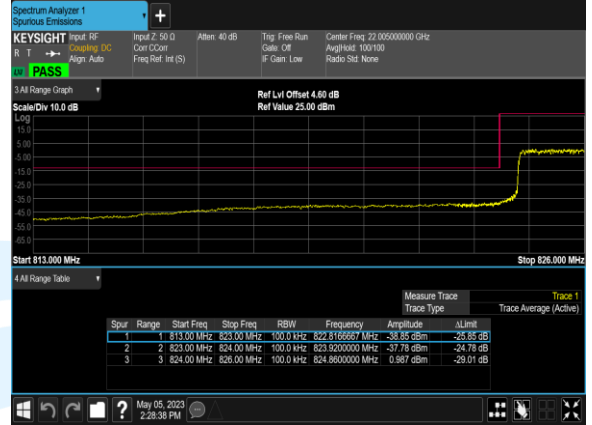 Spectrum Analyzer 1
Spurious Emissions
KEYSIGHT Input: RF Input Z: 50 Ω Atten: 40 dB Trig: Free Run Center Freq: 22.005000000 GHz
R T Coupling: DC Corr CCorr Gate: Off Avg|Hold: 100/100
Align: Auto Freq Ref: Int (S) IF Gain: Low Radio Std: None
LV PASS
3 All Range Graph
Ref Lvl Offset 4.60 dB
Scale/Div 10.0 dB Ref Value 25.00 dBm
Log
15.0
5.00
-5.00
-15.0
-25.0
-35.0
-45.0
-55.0
-65.0
Start 813.000 MHz Stop 826.000 MHz
4 All Range Table
Measure Trace Trace 1
Trace Type Trace Average (Active)
Spur Range Start Freq Stop Freq RBW Frequency Amplitude ΔLimit
1 1 813.00 MHz 823.00 MHz 100.0 kHz 822.8166667 MHz -38.85 dBm -25.85 dB
2 2 823.00 MHz 824.00 MHz 100.0 kHz 823.9200000 MHz -37.78 dBm -24.78 dB
3 3 824.00 MHz 826.00 MHz 100.0 kHz 824.8600000 MHz 0.987 dBm -29.01 dB
? May 05, 2023
2:28:38 PM